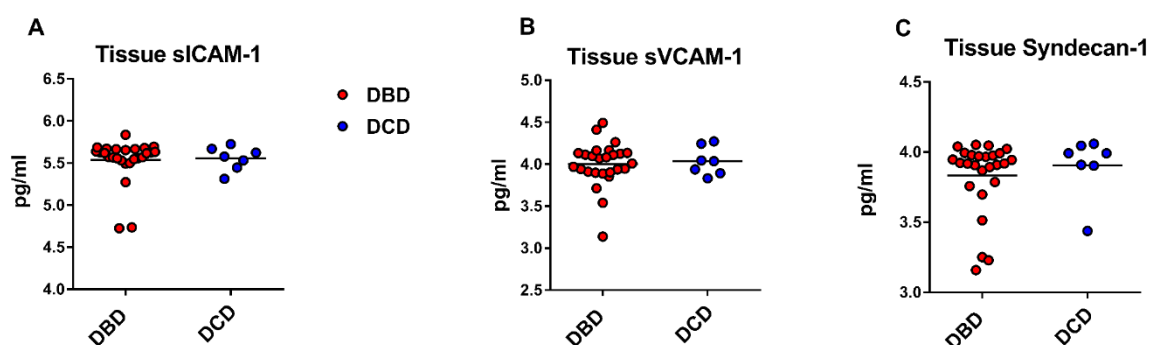 A
Tissue sICAM-1
pg/ml
6.5
6.0
5.5
5.0
4.5
4.0
DBD
DCD
DBD
DCD
B
Tissue sVCAM-1
pg/ml
5.0
4.5
4.0
3.5
3.0
2.5
DBD
DCD
C
Tissue Syndecan-1
pg/ml
4.5
4.0
3.5
3.0
DBD
DCD